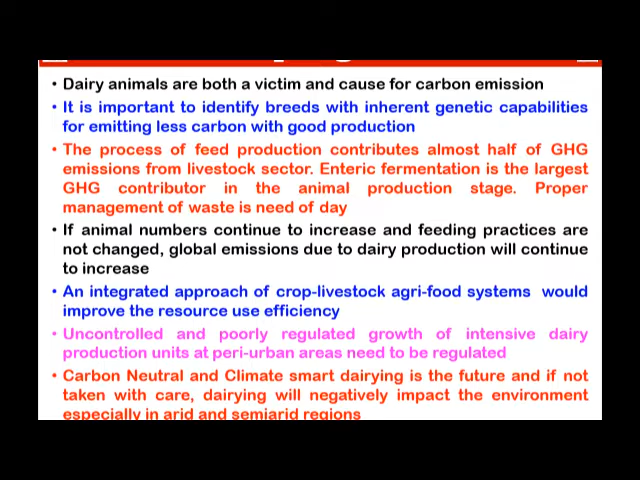 • Dairy animals are both a victim and cause for carbon emission
• It is important to identify breeds with inherent genetic capabilities
for emitting less carbon with good production
• The process of feed production contributes almost half of GHG
emissions from livestock sector. Enteric fermentation is the largest
GHG contributor in the animal production stage. Proper
management of waste is need of day
• If animal numbers continue to increase and feeding practices are
not changed, global emissions due to dairy production will continue
to increase
• An integrated approach of crop-livestock agri-food systems would
improve the resource use efficiency
• Uncontrolled and poorly regulated growth of intensive dairy
production units at peri-urban areas need to be regulated
• Carbon Neutral and Climate smart dairying is the future and if not
taken with care, dairying will negatively impact the environment
especially in arid and semiarid regions